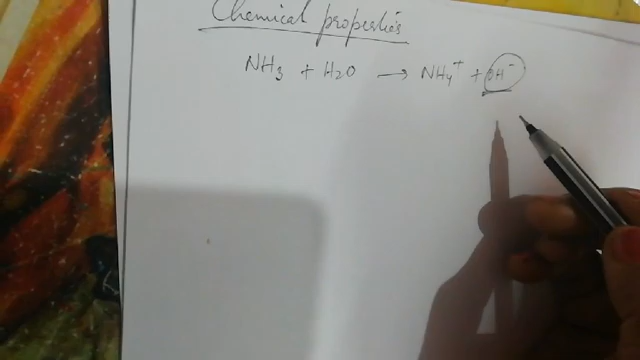 Chemical properties
NH₃ + H₂O → NH₄⁺ + OH⁻